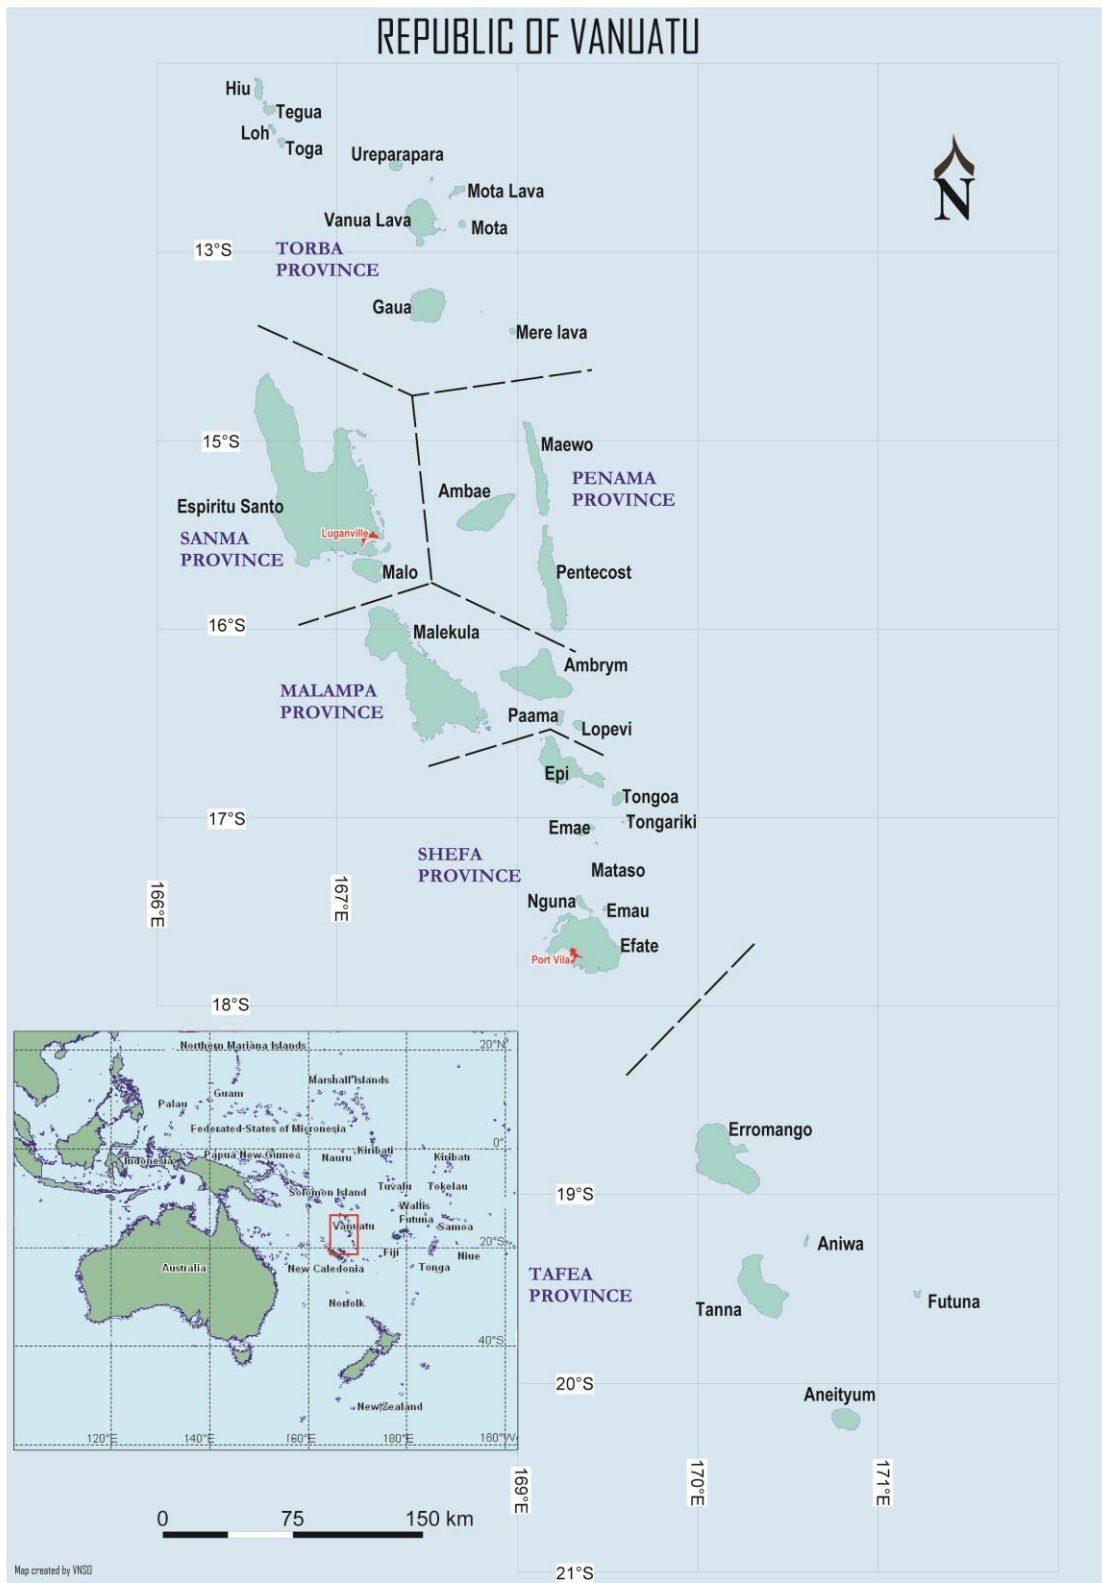 REPUBLIC OF VANUATU
Hiu
Tegua
Loh
Toga
Ureparapara
Mota Lava
Vanua Lava
Mota
N
13°S
TORBA
PROVINCE
Gaua
Mere lava
15°S
Maewo
Ambae
PENAMA
PROVINCE
Espiritu Santo
SANMA
PROVINCE
Luganville
Malo
Pentecost
16°S
Malekula
Ambrym
MALAMPA
PROVINCE
Paama
Lopevi
Epi
Tongoa
17°S
Emae
Tongariki
SHEFA
PROVINCE
Mataso
166°E
167°E
Nguna
Emau
Efate
Port Vila
18°S
Northern Mariana Islands
20°N
Marshall Islands
Guam
Palau
Federated States of Micronesia
0°
Indonesia
Papua New Guinea
Nauru
Kiribati
Kiribati
Solomon Island
Tuvalu
Tokelau
Wallis
Futuna
Vanuatu
Samoa
20°S
Australia
New Caledonia
Fiji
Niue
Tonga
Norfolk
40°S
New Zealand
120°E
140°E
160°E
180°E
160°W
Erromango
19°S
Aniwa
TAFEA
PROVINCE
Tanna
Futuna
20°S
Aneityum
169°E
170°E
171°E
0 75 150 km
21°S
Map created by VNSO